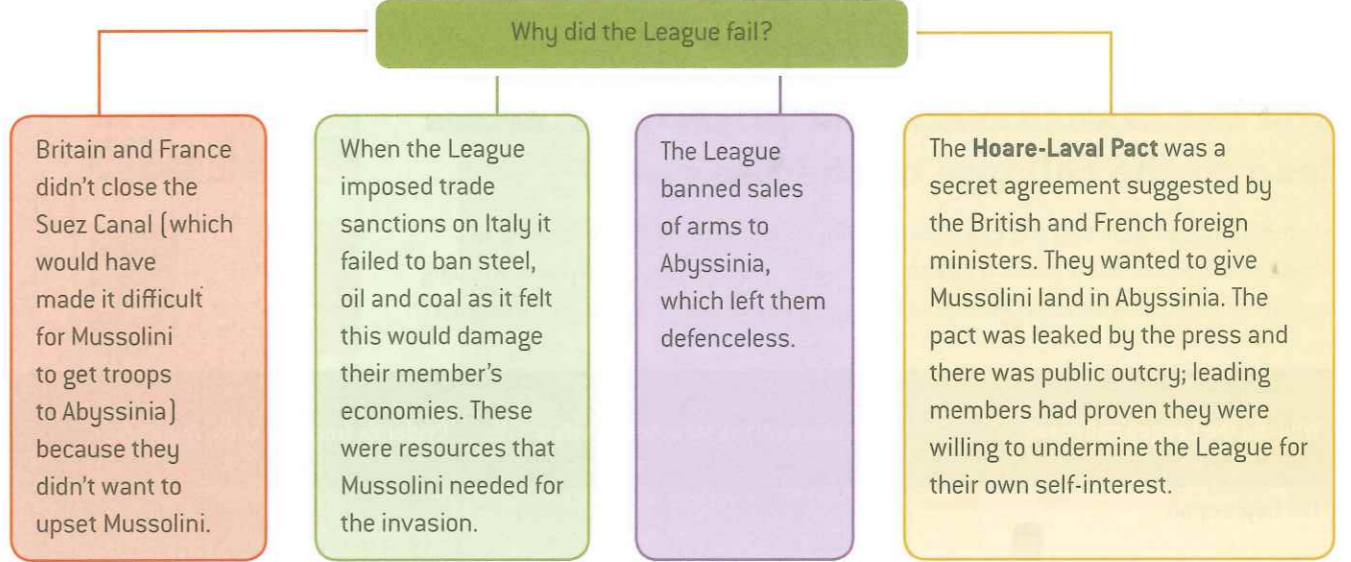 Why did the League fail?
Britain and France
didn't close the
Suez Canal (which
would have
made it difficult
for Mussolini
to get troops
to Abyssinia)
because they
didn't want to
upset Mussolini.
When the League
imposed trade
sanctions on Italy it
failed to ban steel,
oil and coal as it felt
this would damage
their member's
economies. These
were resources that
Mussolini needed for
the invasion.
The League
banned sales
of arms to
Abyssinia,
which left them
defenceless.
The Hoare-Laval Pact was a
secret agreement suggested by
the British and French foreign
ministers. They wanted to give
Mussolini land in Abyssinia. The
pact was leaked by the press and
there was public outcry; leading
members had proven they were
willing to undermine the League for
their own self-interest.